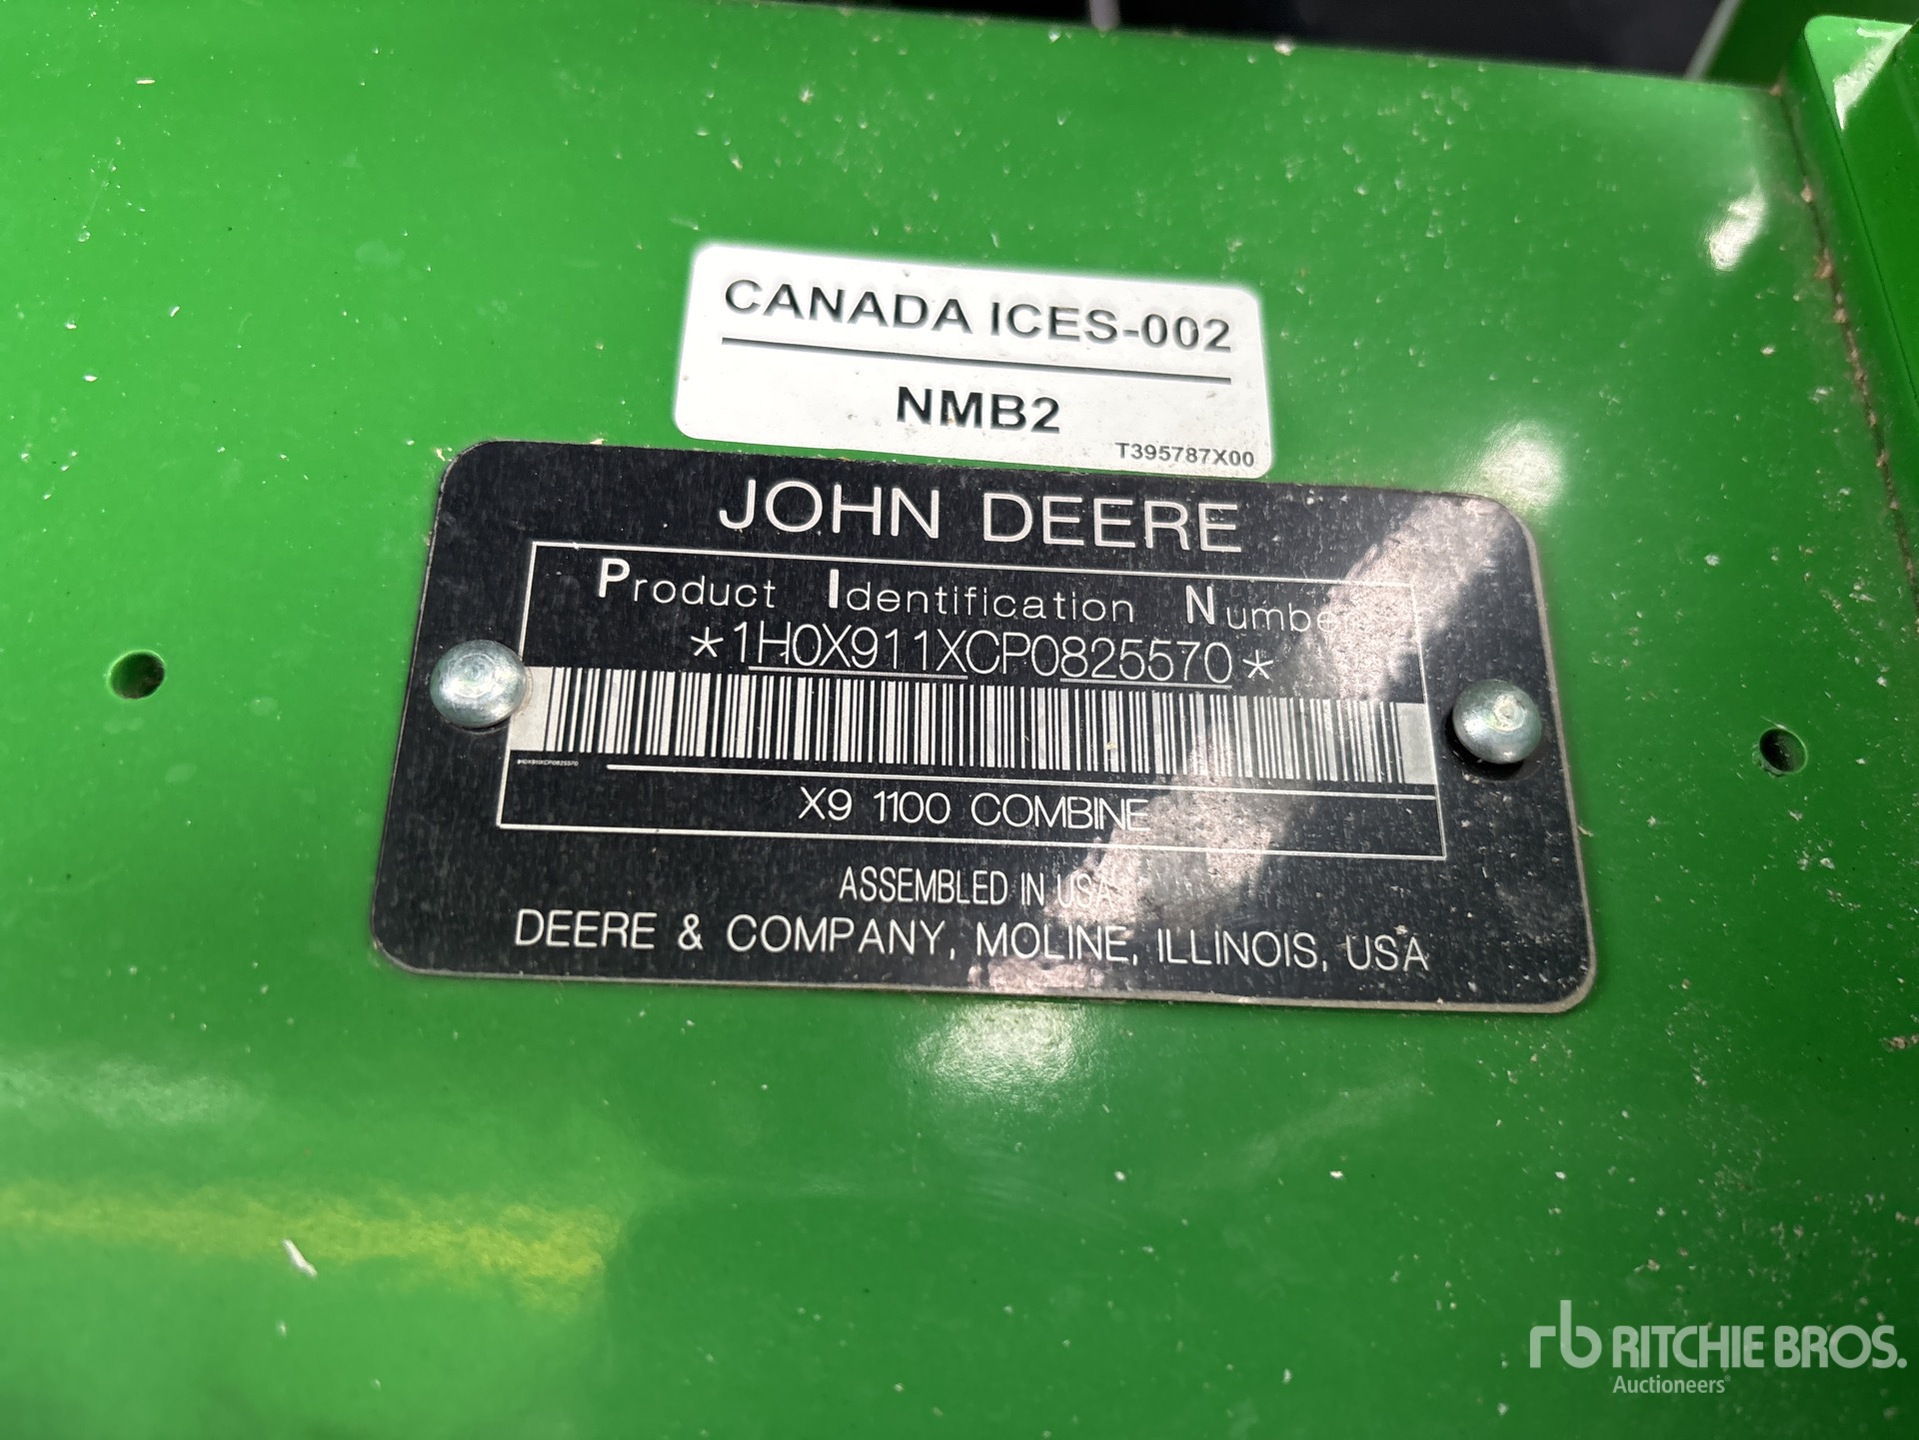 CANADA ICES-002
NMB2
T395787X00
JOHN DEERE
Product Identification Number
*1H0X911XCP0825570*
X9 1100 COMBINE
ASSEMBLED IN USA
DEERE & COMPANY, MOLINE, ILLINOIS, USA
rb RITCHIE BROS.
Auctioneers